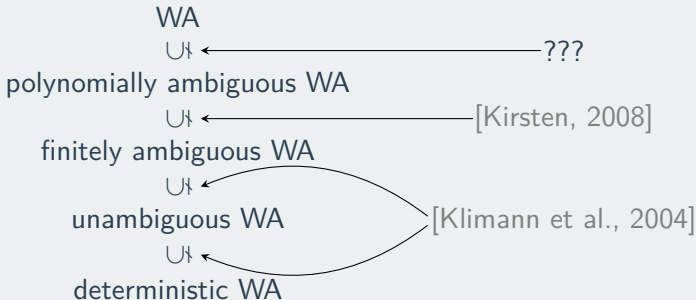 WA
⊋ ???
polynomially ambiguous WA
⊋ [Kirsten, 2008]
finitely ambiguous WA
⊋
unambiguous WA [Klimann et al., 2004]
⊋
deterministic WA